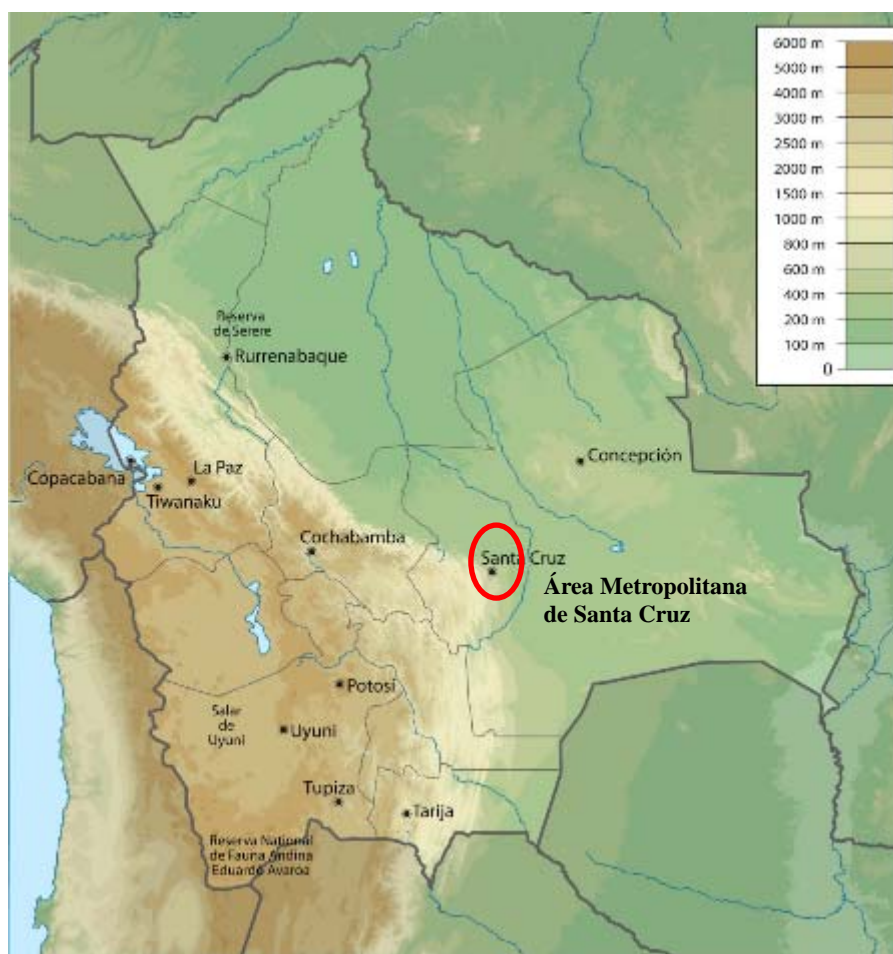 6000 m
5000 m
4000 m
3000 m
2500 m
2000 m
1500 m
1000 m
800 m
600 m
400 m
200 m
100 m
0
Reserva
de Serere
Rurrenabaque
Concepción
La Paz
Copacabana
Tiwanaku
Cochabamba
Santa Cruz
Área Metropolitana
de Santa Cruz
Potosí
Salar
de
Uyuni
Uyuni
Tupiza
Tarija
Reserva National
de Fauna Andina
Eduardo Avaroa